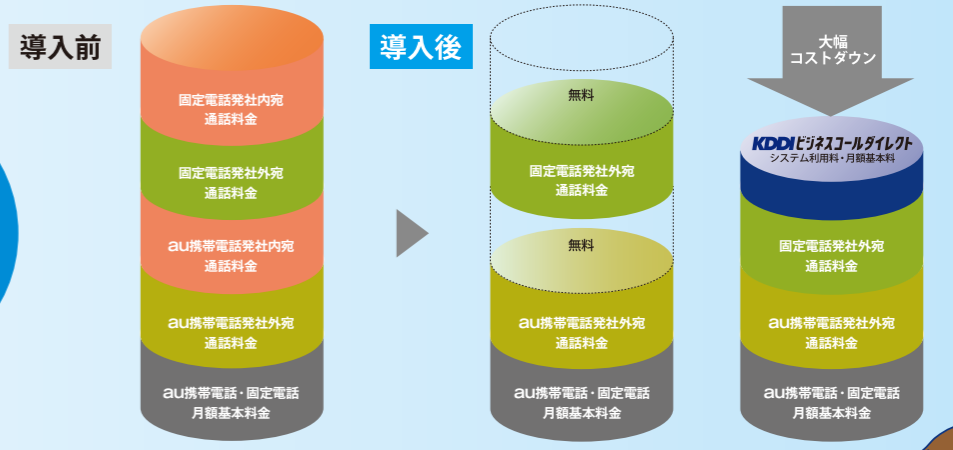 導入前
固定電話発社内宛
通話料金
固定電話発社外宛
通話料金
au携帯電話発社内宛
通話料金
au携帯電話発社外宛
通話料金
au携帯電話・固定電話
月額基本料金
導入後
無料
固定電話発社外宛
通話料金
無料
au携帯電話発社外宛
通話料金
au携帯電話・固定電話
月額基本料金
大幅
コストダウン
KDDIビジネスコールダイレクト
システム利用料・月額基本料
固定電話発社外宛
通話料金
au携帯電話発社外宛
通話料金
au携帯電話・固定電話
月額基本料金